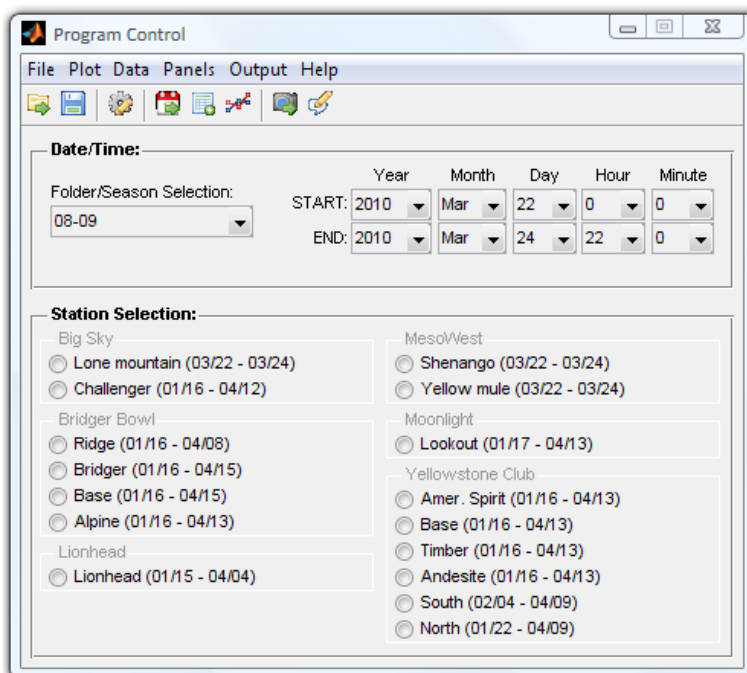 Program Control
File Plot Data Panels Output Help
Date/Time:
Year Month Day Hour Minute
Folder/Season Selection:
START: 2010 Mar 22 0 0
08-09
END: 2010 Mar 24 22 0
Station Selection:
Big Sky
Lone mountain (03/22 - 03/24)
Challenger (01/16 - 04/12)
Bridger Bowl
Ridge (01/16 - 04/08)
Bridger (01/16 - 04/15)
Base (01/16 - 04/15)
Alpine (01/16 - 04/13)
Lionhead
Lionhead (01/15 - 04/04)
MesoWest
Shenango (03/22 - 03/24)
Yellow mule (03/22 - 03/24)
Moonlight
Lookout (01/17 - 04/13)
Yellowstone Club
Amer. Spirit (01/16 - 04/13)
Base (01/16 - 04/13)
Timber (01/16 - 04/13)
Andesite (01/16 - 04/13)
South (02/04 - 04/09)
North (01/22 - 04/09)